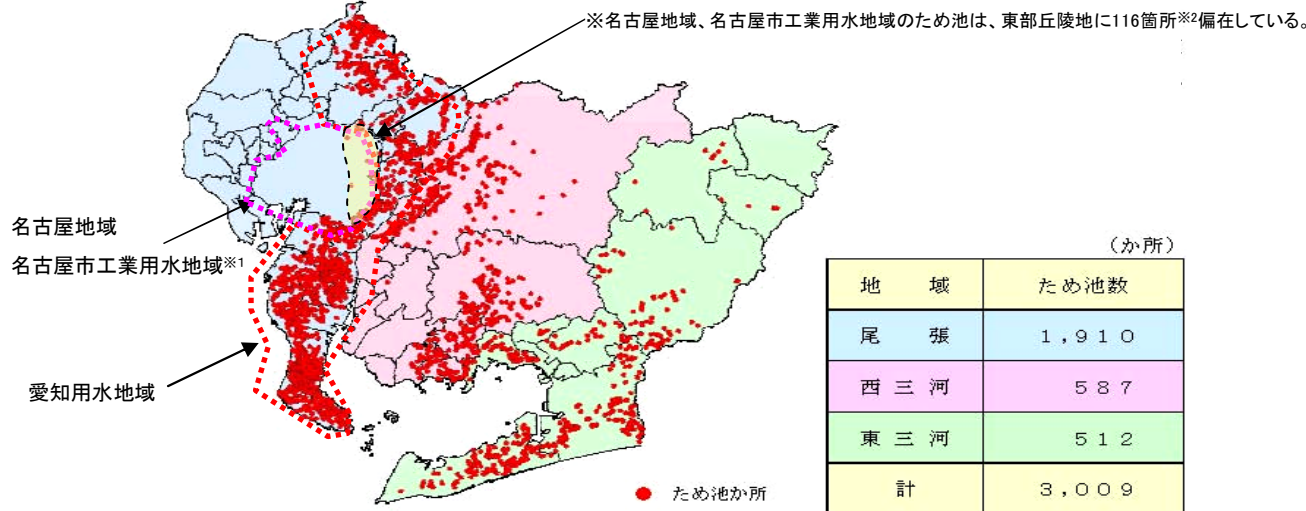 ※名古屋地域、名古屋市工業用水地域のため池は、東部丘陵地に116箇所※2偏在している。
名古屋地域
名古屋市工業用水地域※1
愛知用水地域
(か所)
地 域 ため池数
尾 張 1,910
西三河 587
東三河 512
計 3,009
ため池か所